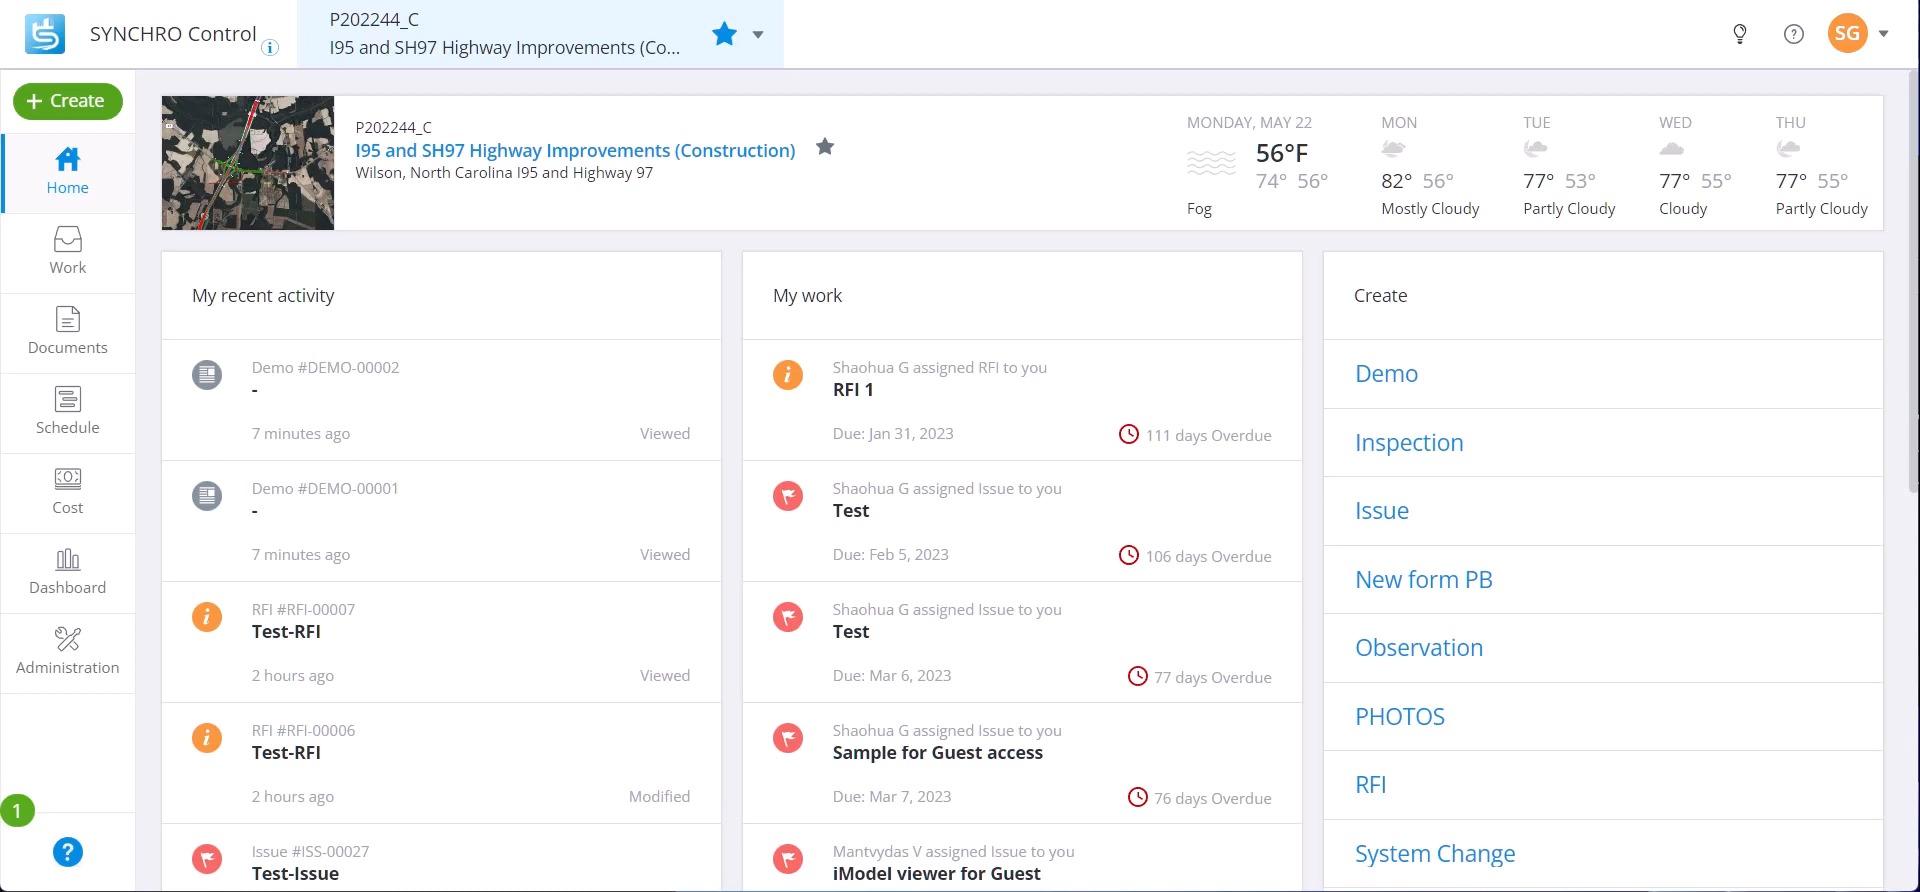 SYNCHRO Control
P202244_C
I95 and SH97 Highway Improvements (Co...
SG
Create
Home
Work
Documents
Schedule
Cost
Dashboard
Administration
1
?
P202244_C
I95 and SH97 Highway Improvements (Construction)
Wilson, North Carolina I95 and Highway 97
MONDAY, MAY 22
56°F
74° 56°
Fog
MON
82° 56°
Mostly Cloudy
TUE
77° 53°
Partly Cloudy
WED
77° 55°
Cloudy
THU
77° 55°
Partly Cloudy
My recent activity
Demo #DEMO-00002
-
7 minutes ago Viewed
Demo #DEMO-00001
-
7 minutes ago Viewed
RFI #RFI-00007
Test-RFI
2 hours ago Viewed
RFI #RFI-00006
Test-RFI
2 hours ago Modified
Issue #ISS-00027
Test-Issue
My work
Shaohua G assigned RFI to you
RFI 1
Due: Jan 31, 2023 111 days Overdue
Shaohua G assigned Issue to you
Test
Due: Feb 5, 2023 106 days Overdue
Shaohua G assigned Issue to you
Test
Due: Mar 6, 2023 77 days Overdue
Shaohua G assigned Issue to you
Sample for Guest access
Due: Mar 7, 2023 76 days Overdue
Mantvydas V assigned Issue to you
iModel viewer for Guest
Create
Demo
Inspection
Issue
New form PB
Observation
PHOTOS
RFI
System Change